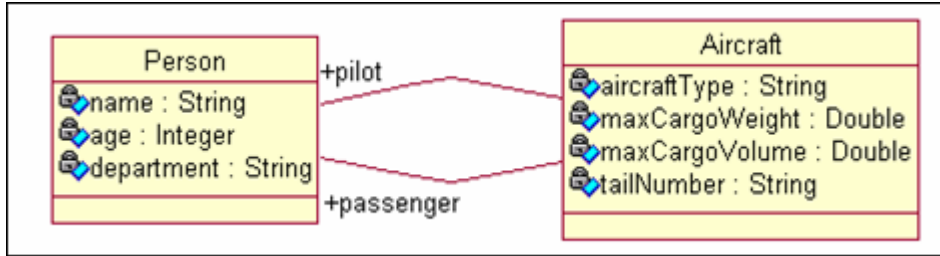 Person
name : String
age : Integer
department : String
+pilot
+passenger
Aircraft
aircraftType : String
maxCargoWeight : Double
maxCargoVolume : Double
tailNumber : String